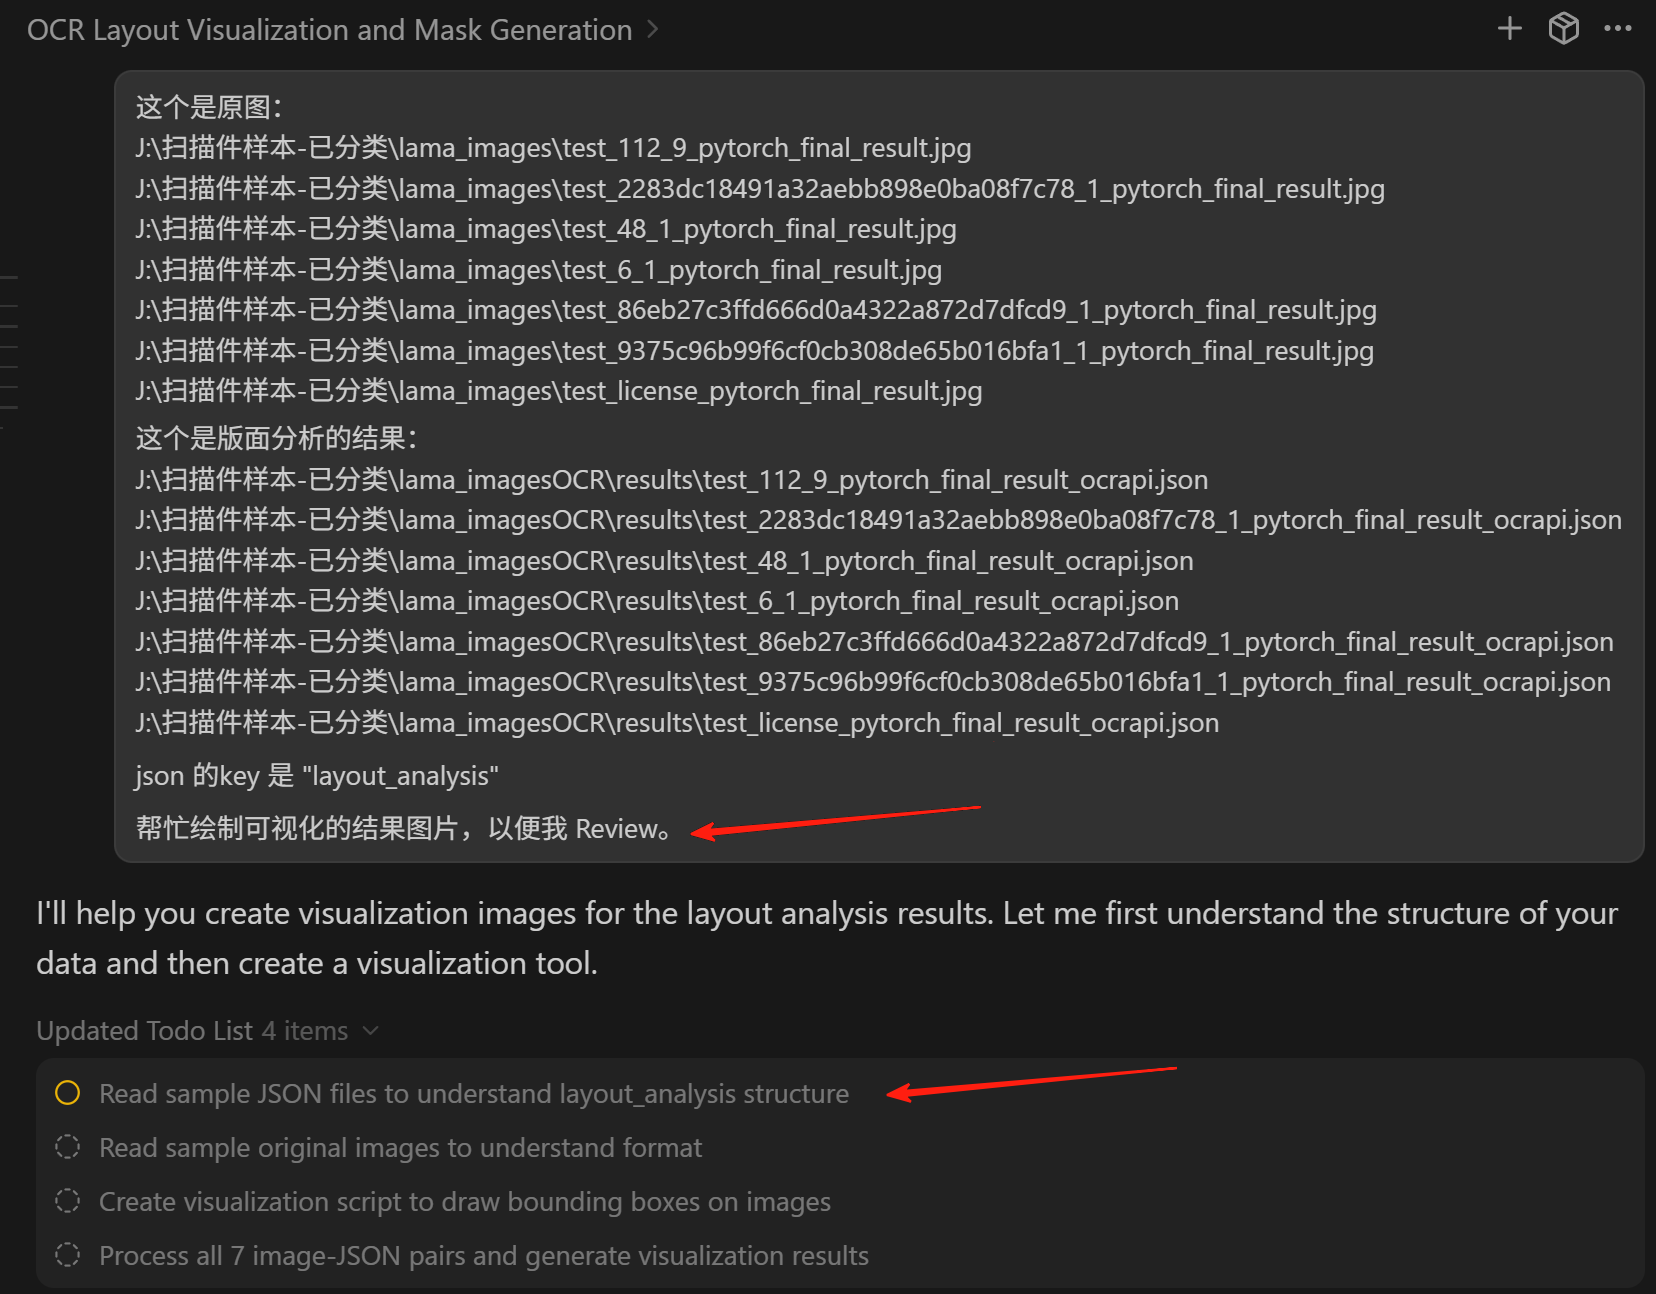 OCR Layout Visualization and Mask Generation
这个是原图：
J:\扫描件样本-已分类\lama_images\test_112_9_pytorch_final_result.jpg
J:\扫描件样本-已分类\lama_images\test_2283dc18491a32aebb898e0ba08f7c78_1_pytorch_final_result.jpg
J:\扫描件样本-已分类\lama_images\test_48_1_pytorch_final_result.jpg
J:\扫描件样本-已分类\lama_images\test_6_1_pytorch_final_result.jpg
J:\扫描件样本-已分类\lama_images\test_86eb27c3ffd666d0a4322a872d7dfcd9_1_pytorch_final_result.jpg
J:\扫描件样本-已分类\lama_images\test_9375c96b99f6cf0cb308de65b016bfa1_1_pytorch_final_result.jpg
J:\扫描件样本-已分类\lama_images\test_license_pytorch_final_result.jpg
这个是版面分析的结果：
J:\扫描件样本-已分类\lama_imagesOCR\results\test_112_9_pytorch_final_result_ocrapi.json
J:\扫描件样本-已分类\lama_imagesOCR\results\test_2283dc18491a32aebb898e0ba08f7c78_1_pytorch_final_result_ocrapi.json
J:\扫描件样本-已分类\lama_imagesOCR\results\test_48_1_pytorch_final_result_ocrapi.json
J:\扫描件样本-已分类\lama_imagesOCR\results\test_6_1_pytorch_final_result_ocrapi.json
J:\扫描件样本-已分类\lama_imagesOCR\results\test_86eb27c3ffd666d0a4322a872d7dfcd9_1_pytorch_final_result_ocrapi.json
J:\扫描件样本-已分类\lama_imagesOCR\results\test_9375c96b99f6cf0cb308de65b016bfa1_1_pytorch_final_result_ocrapi.json
J:\扫描件样本-已分类\lama_imagesOCR\results\test_license_pytorch_final_result_ocrapi.json
json 的key 是 "layout_analysis"
帮忙绘制可视化的结果图片，以便我 Review。
I'll help you create visualization images for the layout analysis results. Let me first understand the structure of your
data and then create a visualization tool.
Updated Todo List 4 items
Read sample JSON files to understand layout_analysis structure
Read sample original images to understand format
Create visualization script to draw bounding boxes on images
Process all 7 image-JSON pairs and generate visualization results